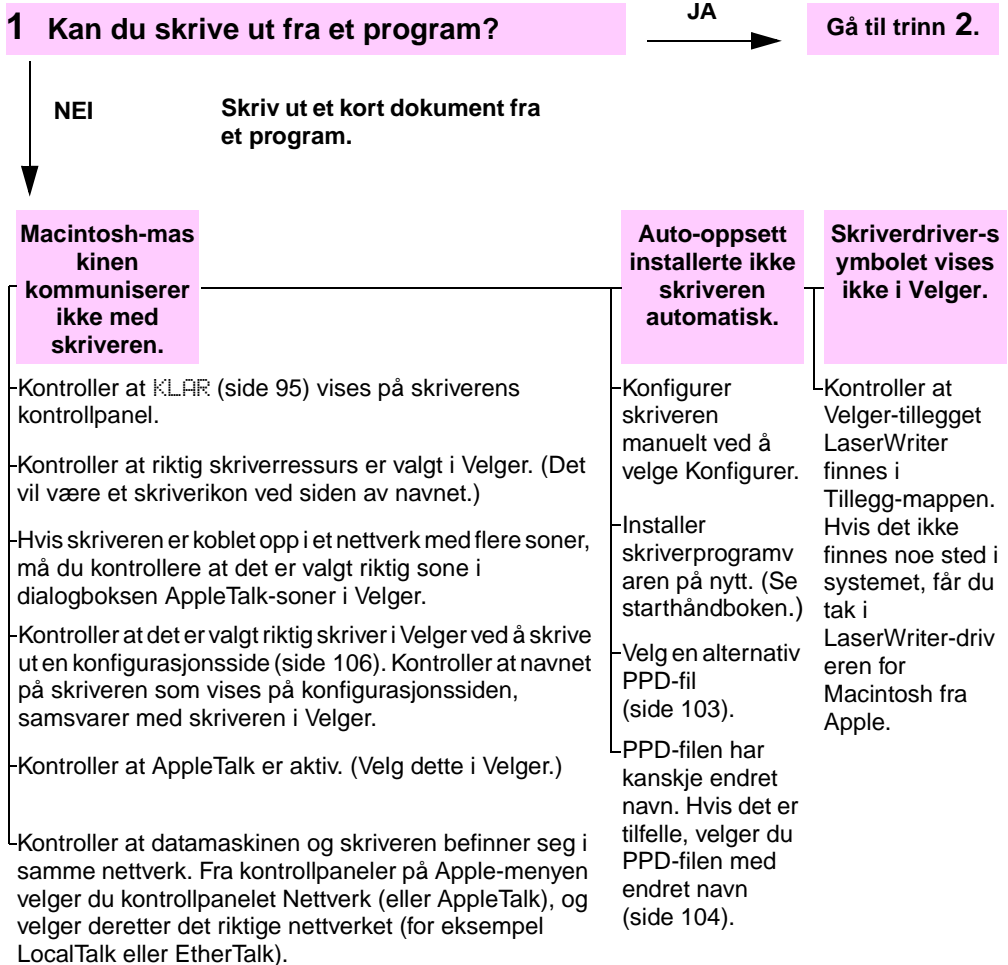 1 Kan du skrive ut fra et program?
JA
Gå til trinn 2.
NEI
Skriv ut et kort dokument fra
et program.
Macintosh-mas
kinen
kommuniserer
ikke med
skriveren.
-Kontroller at KLAR (side 95) vises på skriverens
kontrollpanel.
-Kontroller at riktig skriverressurs er valgt i Velger. (Det
vil være et skriverikon ved siden av navnet.)
-Hvis skriveren er koblet opp i et nettverk med flere soner,
må du kontrollere at det er valgt riktig sone i
dialogboksen AppleTalk-soner i Velger.
-Kontroller at det er valgt riktig skriver i Velger ved å skrive
ut en konfigurasjonsside (side 106). Kontroller at navnet
på skriveren som vises på konfigurasjonssiden,
samsvarer med skriveren i Velger.
-Kontroller at AppleTalk er aktiv. (Velg dette i Velger.)
-Kontroller at datamaskinen og skriveren befinner seg i
samme nettverk. Fra kontrollpaneler på Apple-menyen
velger du kontrollpanelet Nettverk (eller AppleTalk), og
velger deretter det riktige nettverket (for eksempel
LocalTalk eller EtherTalk).
Auto-oppsett
installerte ikke
skriveren
automatisk.
-Konfigurer
skriveren
manuelt ved å
velge Konfigurer.
-Installer
skriverprogramv
aren på nytt. (Se
starthåndboken.)
-Velg en alternativ
PPD-fil
(side 103).
-PPD-filen har
kanskje endret
navn. Hvis det er
tilfelle, velger du
PPD-filen med
endret navn
(side 104).
Skriverdriver-s
ymbolet vises
ikke i Velger.
-Kontroller at
Velger-tillegget
LaserWriter
finnes i
Tillegg-mappen.
Hvis det ikke
finnes noe sted i
systemet, får du
tak i
LaserWriter-driv
eren for
Macintosh fra
Apple.